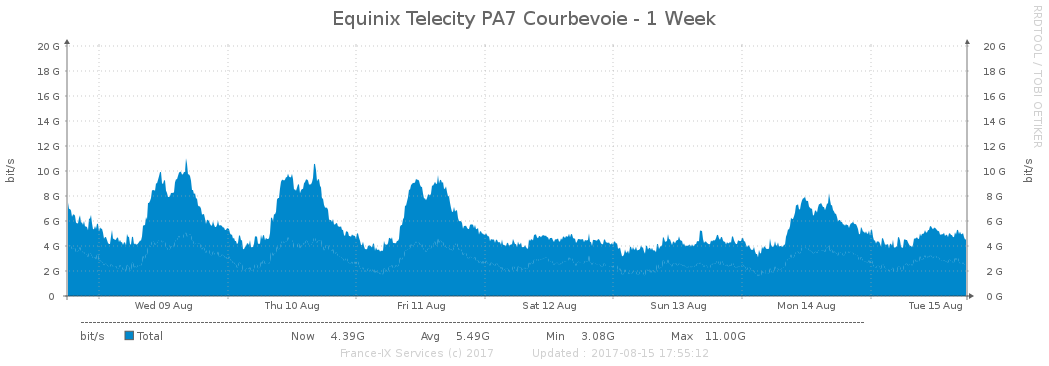 Equinix Telecity PA7 Courbevoie - 1 Week
RRDTOOL / TOBI OETIKER
bit/s
bit/s
20 G 20 G
18 G 18 G
16 G 16 G
14 G 14 G
12 G 12 G
10 G 10 G
8 G 8 G
6 G 6 G
4 G 4 G
2 G 2 G
0 0 G
Wed 09 Aug Thu 10 Aug Fri 11 Aug Sat 12 Aug Sun 13 Aug Mon 14 Aug Tue 15 Aug
bit/s Total Now 4.39G Avg 5.49G Min 3.08G Max 11.00G
France-IX Services (c) 2017 Updated : 2017-08-15 17:55:12